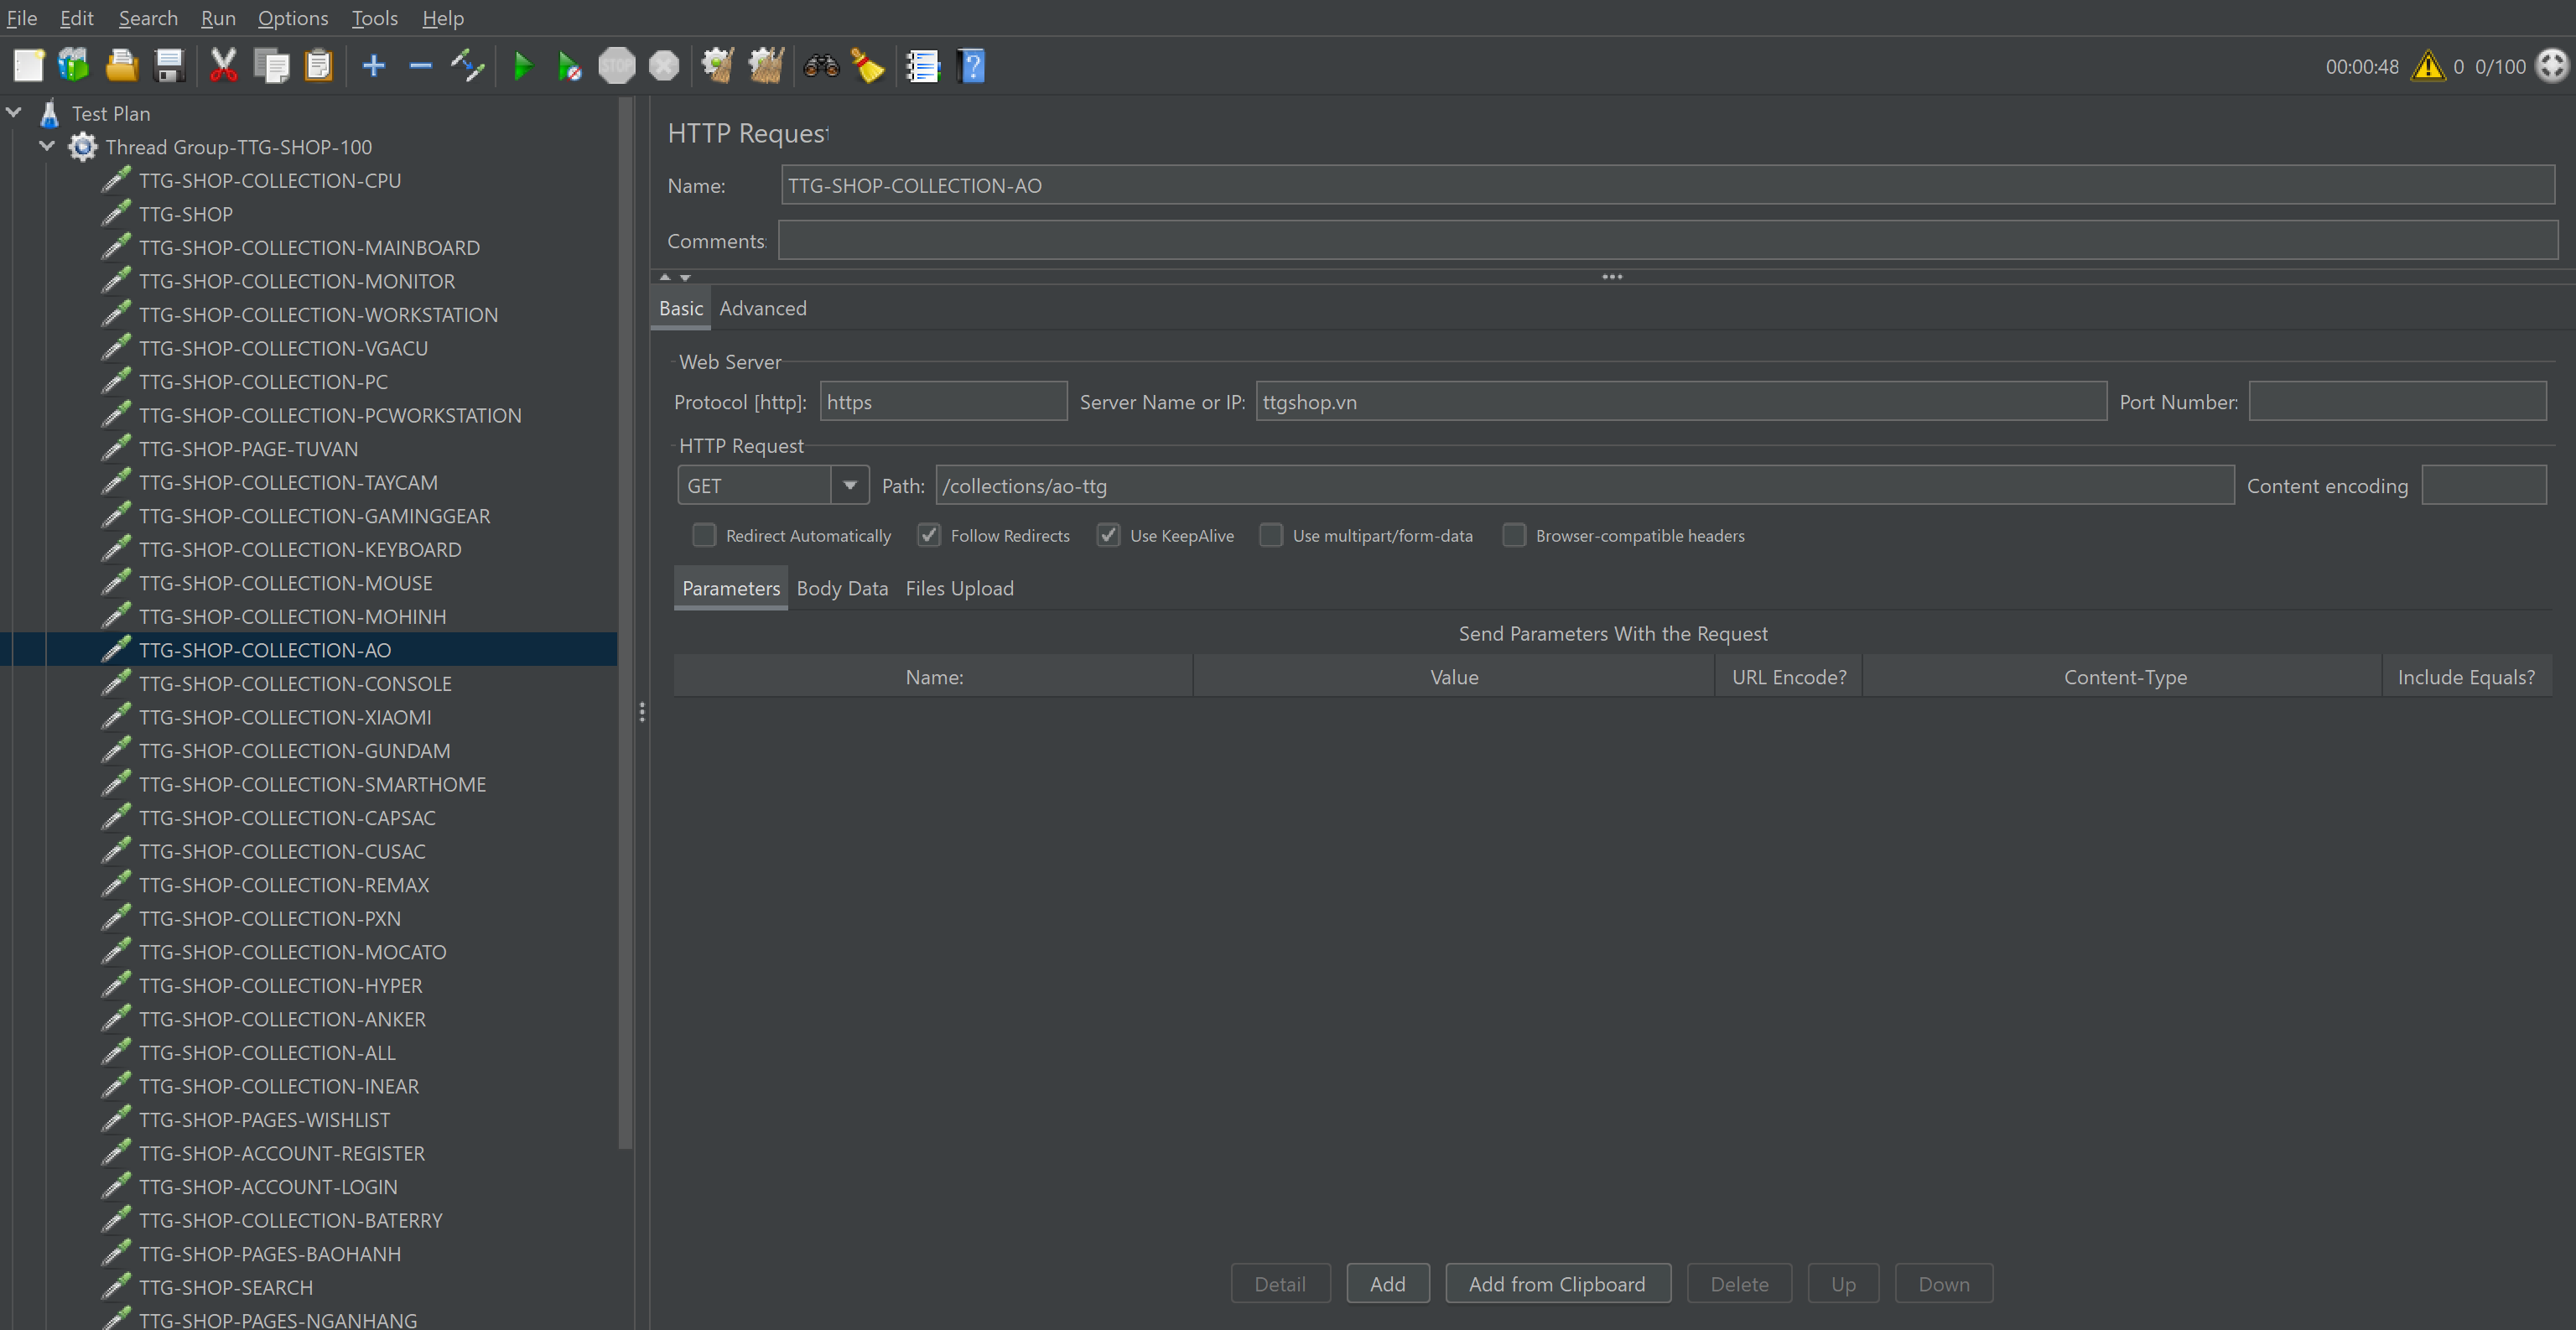 File Edit Search Run Options Tools Help
STOP
00:00:48 0 0/100
Test Plan
Thread Group-TTG-SHOP-100
TTG-SHOP-COLLECTION-CPU
TTG-SHOP
TTG-SHOP-COLLECTION-MAINBOARD
TTG-SHOP-COLLECTION-MONITOR
TTG-SHOP-COLLECTION-WORKSTATION
TTG-SHOP-COLLECTION-VGACU
TTG-SHOP-COLLECTION-PC
TTG-SHOP-COLLECTION-PCWORKSTATION
TTG-SHOP-PAGE-TUVAN
TTG-SHOP-COLLECTION-TAYCAM
TTG-SHOP-COLLECTION-GAMINGGEAR
TTG-SHOP-COLLECTION-KEYBOARD
TTG-SHOP-COLLECTION-MOUSE
TTG-SHOP-COLLECTION-MOHINH
TTG-SHOP-COLLECTION-AO
TTG-SHOP-COLLECTION-CONSOLE
TTG-SHOP-COLLECTION-XIAOMI
TTG-SHOP-COLLECTION-GUNDAM
TTG-SHOP-COLLECTION-SMARTHOME
TTG-SHOP-COLLECTION-CAPSAC
TTG-SHOP-COLLECTION-CUSAC
TTG-SHOP-COLLECTION-REMAX
TTG-SHOP-COLLECTION-PXN
TTG-SHOP-COLLECTION-MOCATO
TTG-SHOP-COLLECTION-HYPER
TTG-SHOP-COLLECTION-ANKER
TTG-SHOP-COLLECTION-ALL
TTG-SHOP-COLLECTION-INEAR
TTG-SHOP-PAGES-WISHLIST
TTG-SHOP-ACCOUNT-REGISTER
TTG-SHOP-ACCOUNT-LOGIN
TTG-SHOP-COLLECTION-BATERRY
TTG-SHOP-PAGES-BAOHANH
TTG-SHOP-SEARCH
TTG-SHOP-PAGES-NGANHANG
HTTP Request
Name: TTG-SHOP-COLLECTION-AO
Comments:
Basic Advanced
Web Server
Protocol [http]: https Server Name or IP: ttgshop.vn Port Number:
HTTP Request
GET Path: /collections/ao-ttg Content encoding
Redirect Automatically Follow Redirects Use KeepAlive Use multipart/form-data Browser-compatible headers
Parameters Body Data Files Upload
Send Parameters With the Request
Name: Value URL Encode? Content-Type Include Equals?
Detail Add Add from Clipboard Delete Up Down